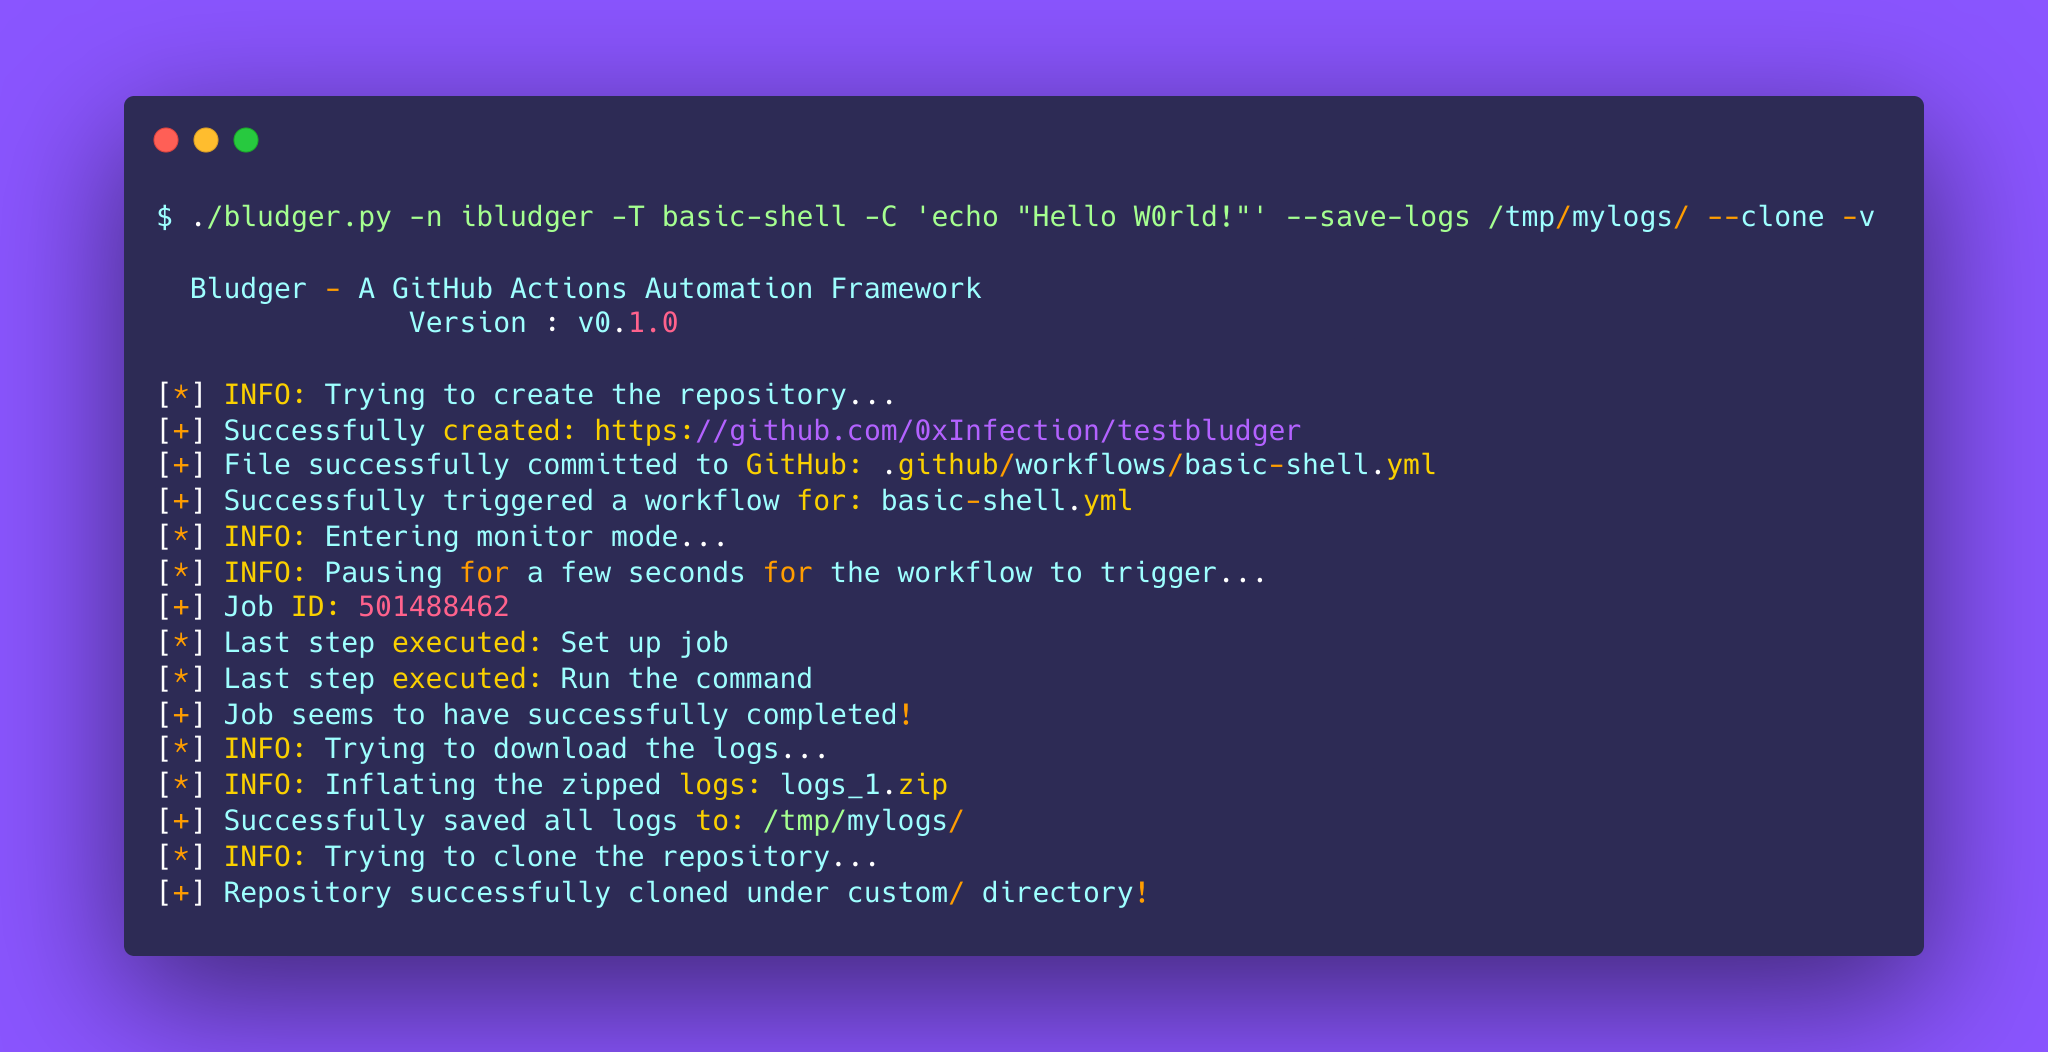 $ ./bludger.py -n ibludger -T basic-shell -C 'echo "Hello W0rld!"' --save-logs /tmp/mylogs/ --clone -v
Bludger - A GitHub Actions Automation Framework
Version : v0.1.0
[*] INFO: Trying to create the repository...
[+] Successfully created: https://github.com/0xInfection/testbludger
[+] File successfully committed to GitHub: .github/workflows/basic-shell.yml
[+] Successfully triggered a workflow for: basic-shell.yml
[*] INFO: Entering monitor mode...
[*] INFO: Pausing for a few seconds for the workflow to trigger...
[+] Job ID: 501488462
[*] Last step executed: Set up job
[*] Last step executed: Run the command
[+] Job seems to have successfully completed!
[*] INFO: Trying to download the logs...
[*] INFO: Inflating the zipped logs: logs_1.zip
[+] Successfully saved all logs to: /tmp/mylogs/
[*] INFO: Trying to clone the repository...
[+] Repository successfully cloned under custom/ directory!